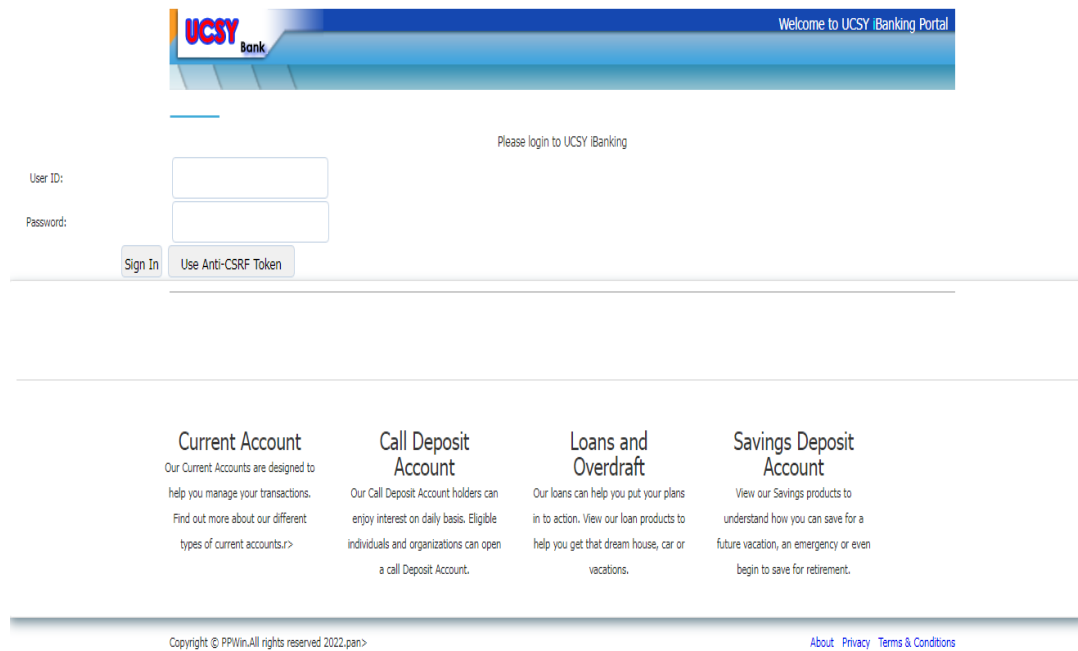 UCSY
Bank
Welcome to UCSY iBanking Portal
Please login to UCSY iBanking
User ID:
Password:
Sign In
Use Anti-CSRF Token
Current Account
Our Current Accounts are designed to
help you manage your transactions.
Find out more about our different
types of current accounts.r>
Call Deposit
Account
Our Call Deposit Account holders can
enjoy interest on daily basis. Eligible
individuals and organizations can open
a call Deposit Account.
Loans and
Overdraft
Our loans can help you put your plans
in to action. View our loan products to
help you get that dream house, car or
vacations.
Savings Deposit
Account
View our Savings products to
understand how you can save for a
future vacation, an emergency or even
begin to save for retirement.
Copyright © PPWin.All rights reserved 2022.pan>
About Privacy Terms & Conditions